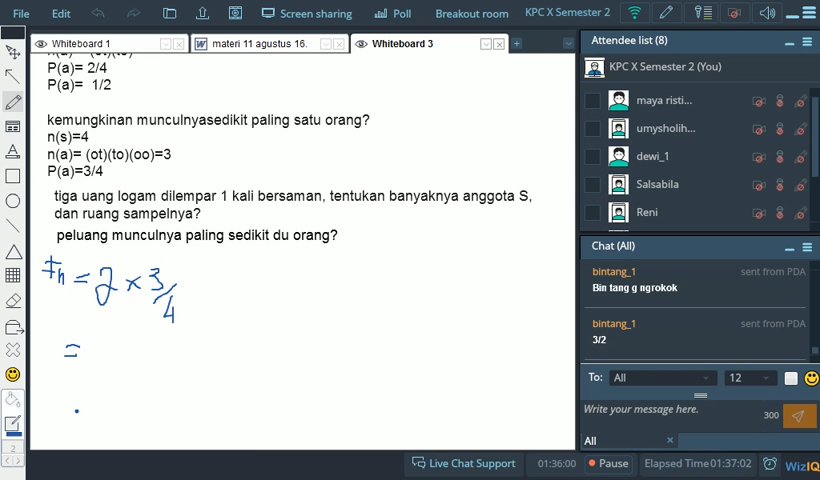 File Edit Screen sharing Poll Breakout room KPC X Semester 2
Whiteboard 1 materi 11 agustus 16. Whiteboard 3
P(a)= 2/4
P(a)= 1/2
kemungkinan munculnyasedikit paling satu orang?
n(s)=4
n(a)= (ot)(to)(oo)=3
P(a)=3/4
tiga uang logam dilempar 1 kali bersaman, tentukan banyaknya anggota S,
dan ruang sampelnya?
peluang munculnya paling sedikit du orang?
= 2 × 3/4
=
.
2
Attendee list (8)
KPC X Semester 2 (You)
maya risti...
umysholih...
dewi_1
Salsabila
Reni
Chat (All)
bintang_1 sent from PDA
Bin tang g ngrokok
bintang_1 sent from PDA
3/2
To: All 12
Write your message here. 300
All
Live Chat Support 01:36:00 Pause Elapsed Time 01:37:02 WizIQ